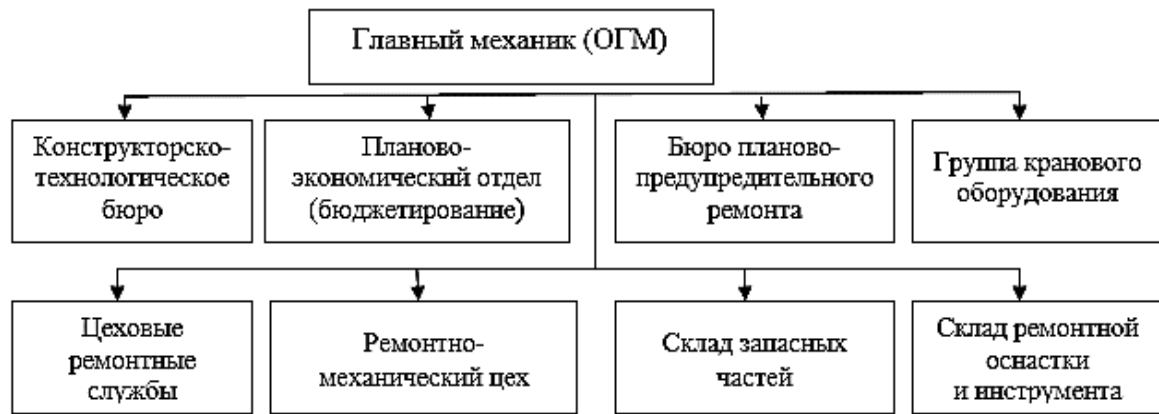 Главный механик (ОГМ)
Конструкторско-
технологическое
бюро
Планово-
экономический отдел
(бюджетирование)
Бюро планово-
предупредительного
ремонта
Группа кранового
оборудования
Цеховые
ремонтные
службы
Ремонтно-
механический цех
Склад запасных
частей
Склад ремонтной
оснастки
и инструмента